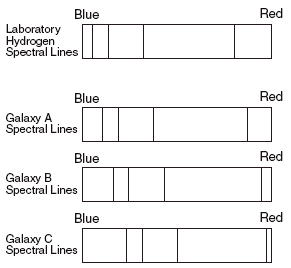 Blue Red
Laboratory
Hydrogen
Spectral Lines
Blue Red
Galaxy A
Spectral Lines
Blue Red
Galaxy B
Spectral Lines
Blue Red
Galaxy C
Spectral Lines